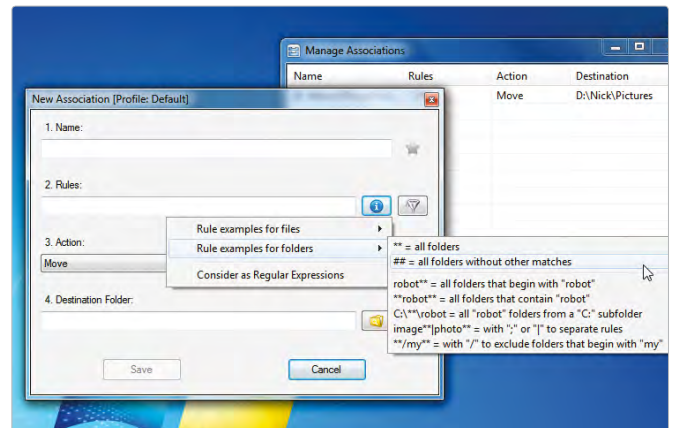 Manage Associations
Name Rules Action Destination
Move D:\Nick\Pictures
New Association [Profile: Default]
1. Name:
2. Rules:
Rule examples for files
Rule examples for folders
Consider as Regular Expressions
** = all folders
## = all folders without other matches
robot** = all folders that begin with "robot"
**robot** = all folders that contain "robot"
C:\**\robot = all "robot" folders from a "C:" subfolder
image**|photo** = with ";" or "|" to separate rules
**/my** = with "/" to exclude folders that begin with "my"
3. Action:
Move
4. Destination Folder:
Save Cancel